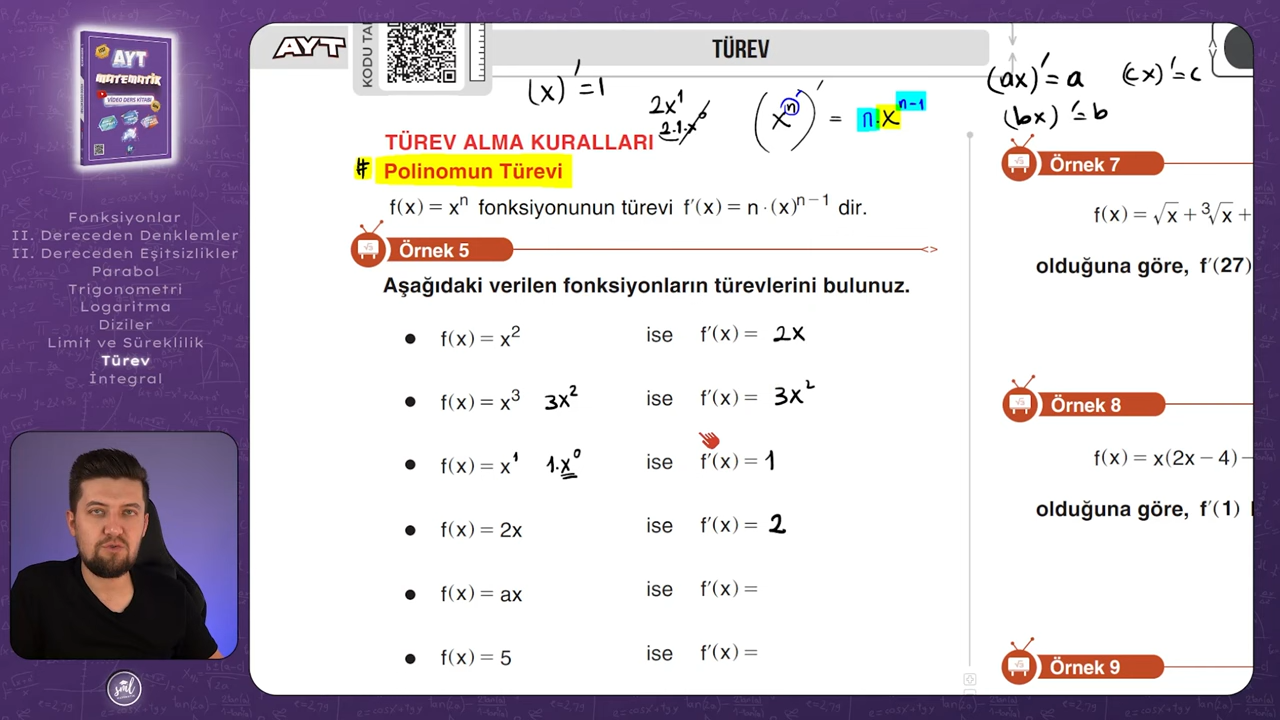 AYT
MATEMATİK
VİDEO DERS KİTABI
Fonksiyonlar
II. Dereceden Denklemler
II. Dereceden Eşitsizlikler
Parabol
Trigonometri
Logaritma
Diziler
Limit ve Süreklilik
Türev
İntegral
sml
AYT
KODU TA
TÜREV
(x)′ = 1
2x¹
2.1.x⁰
(xⁿ)′ = n.xⁿ⁻¹
(ax)′ = a
(cx)′ = c
(bx)′ = b
TÜREV ALMA KURALLARI
# Polinomun Türevi
f(x) = xⁿ fonksiyonunun türevi f′(x) = n · (x)ⁿ⁻¹ dir.
Örnek 5
Aşağıdaki verilen fonksiyonların türevlerini bulunuz.
• f(x) = x² ise f′(x) = 2x
• f(x) = x³ 3x² ise f′(x) = 3x²
• f(x) = x¹ 1.x⁰ ise f′(x) = 1
• f(x) = 2x ise f′(x) = 2
• f(x) = ax ise f′(x) =
• f(x) = 5 ise f′(x) =
Örnek 7
f(x) = √x + ³√x +
olduğuna göre, f′(27)
Örnek 8
f(x) = x(2x − 4) −
olduğuna göre, f′(1)
Örnek 9